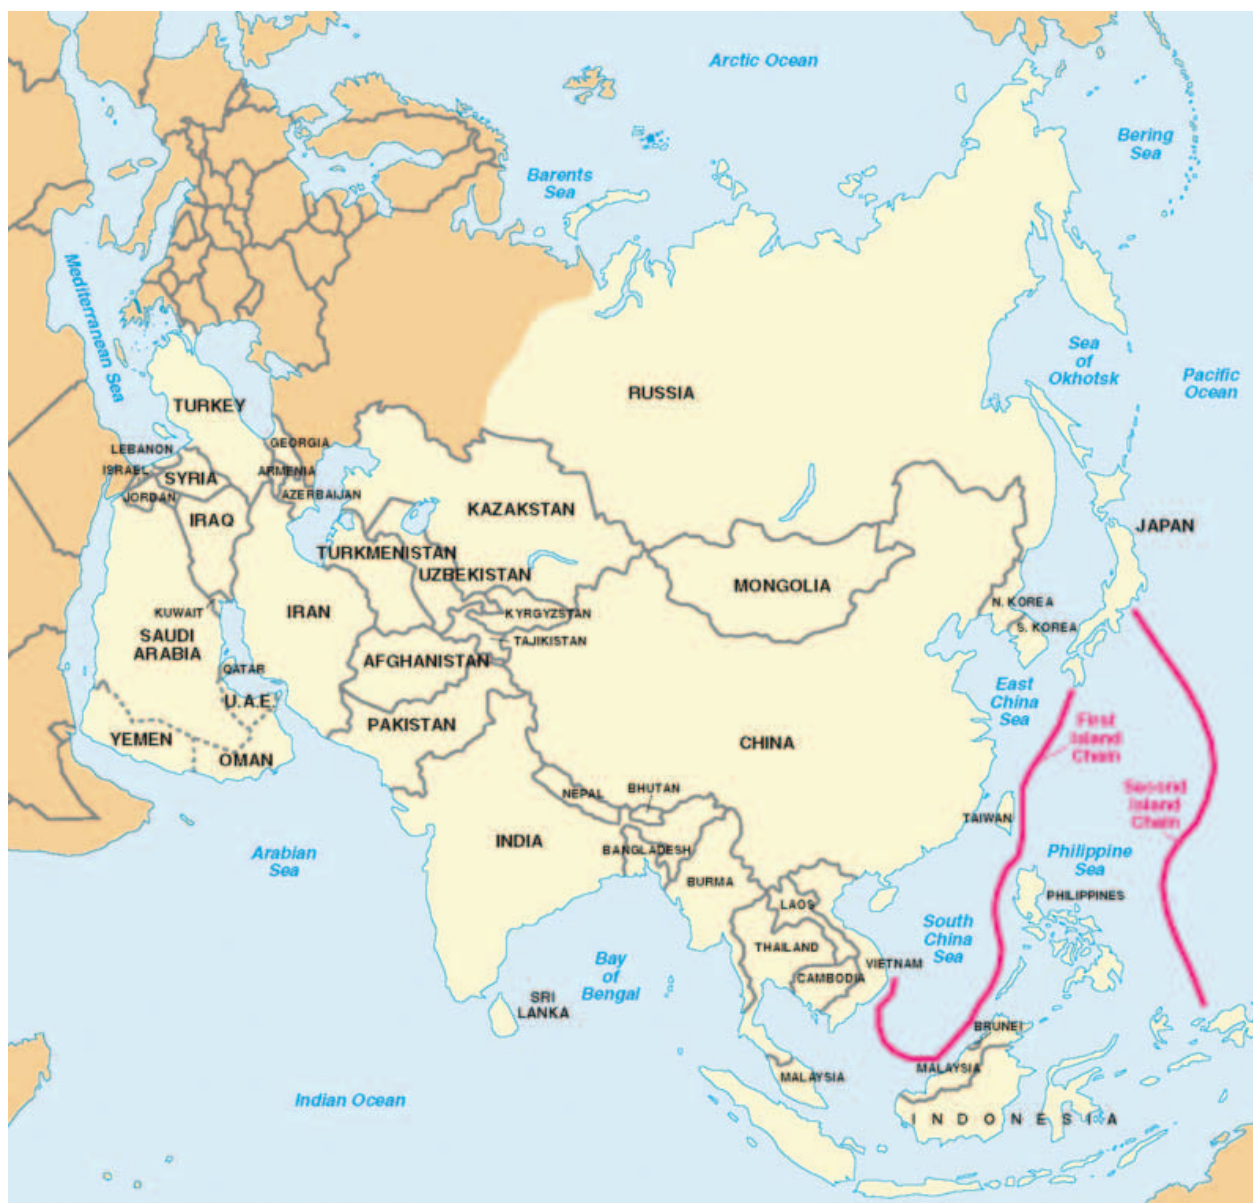 Arctic Ocean
Bering
Sea
Barents
Sea
Mediterranean Sea
Sea
of
Okhotsk
Pacific
Ocean
RUSSIA
TURKEY
GEORGIA
LEBANON
ISRAEL
SYRIA
ARMENIA
JORDAN
AZERBAIJAN
IRAQ
KAZAKSTAN
JAPAN
TURKMENISTAN
UZBEKISTAN
MONGOLIA
KUWAIT
IRAN
KYRGYZSTAN
N. KOREA
S. KOREA
SAUDI
ARABIA
TAJIKISTAN
AFGHANISTAN
QATAR
U.A.E.
East
China
Sea
PAKISTAN
First
Island
Chain
YEMEN
OMAN
CHINA
NEPAL
BHUTAN
Second
Island
Chain
TAIWAN
INDIA
BANGLADESH
Arabian
Sea
Philippine
Sea
BURMA
PHILIPPINES
LAOS
South
China
Sea
THAILAND
VIETNAM
CAMBODIA
Bay
of
Bengal
SRI
LANKA
BRUNEI
MALAYSIA
MALAYSIA
Indian Ocean
INDONESIA